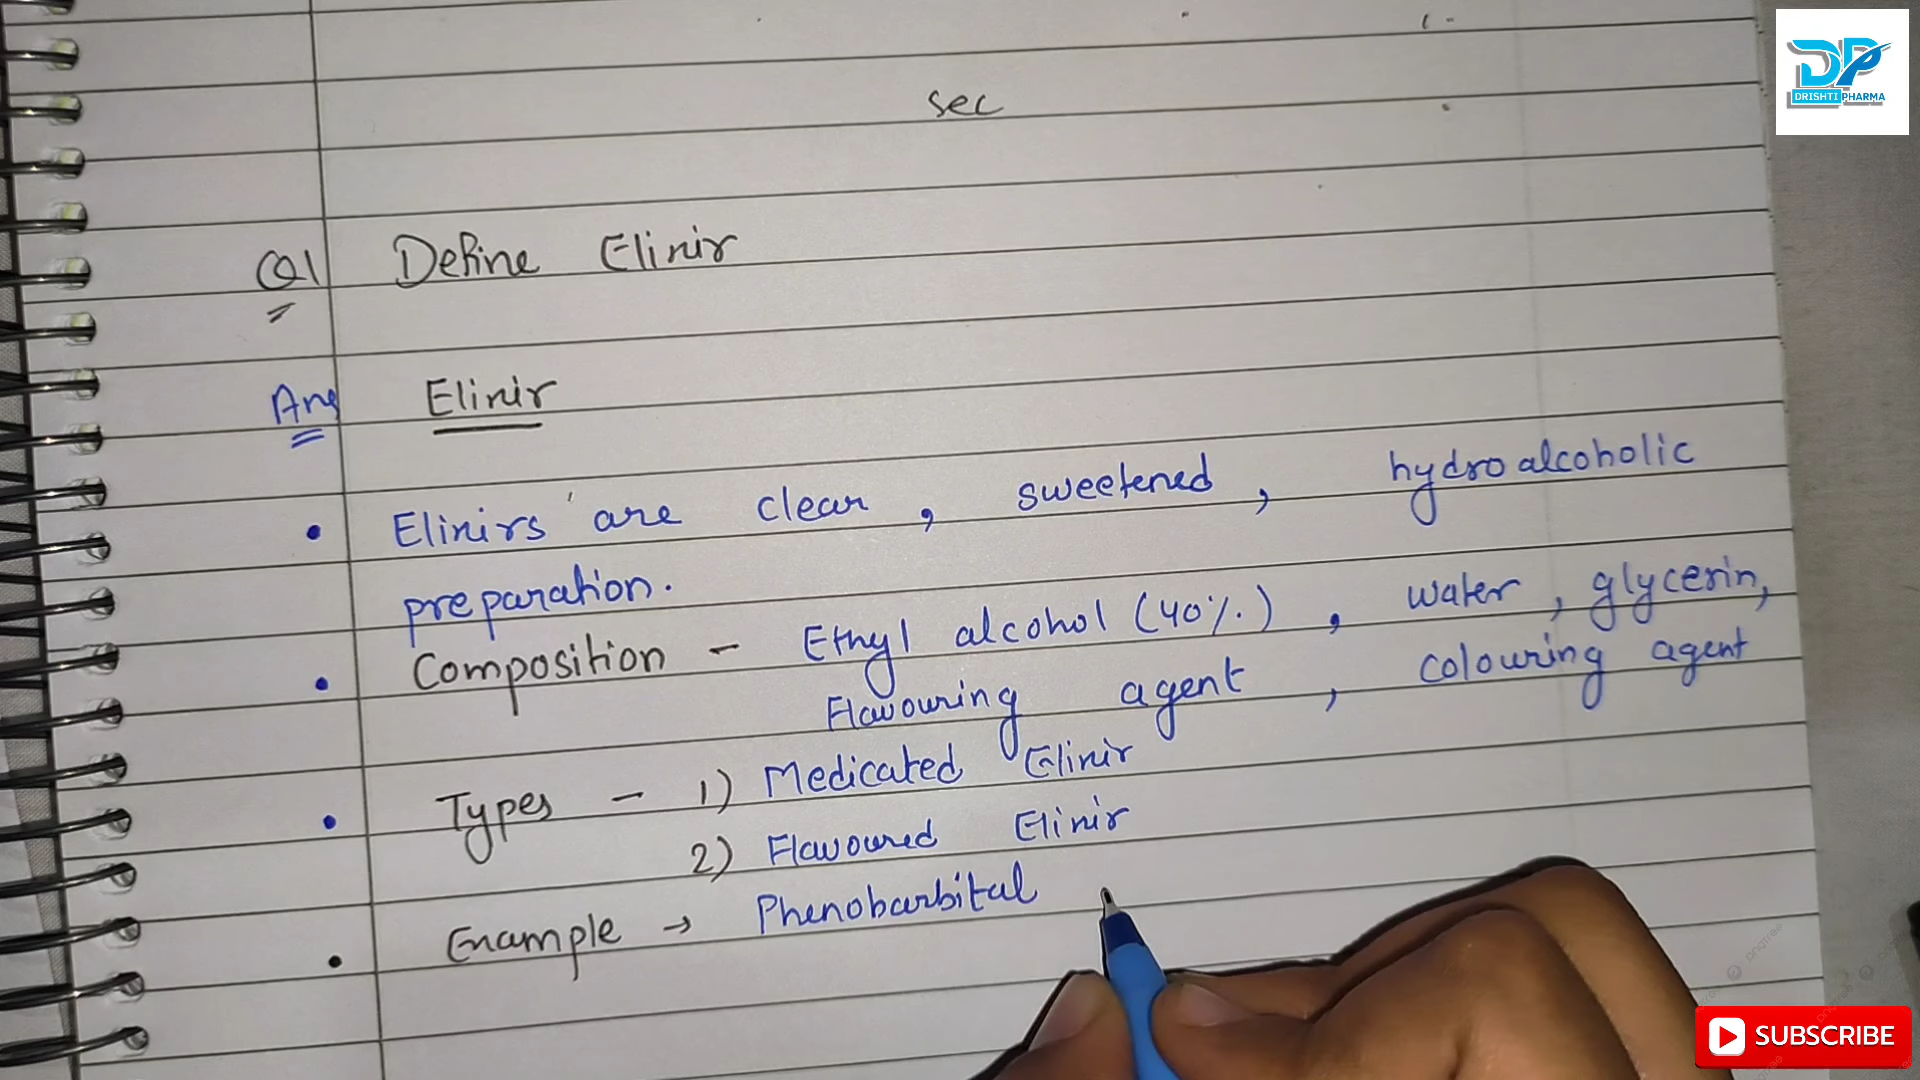 DP
DRISHTI PHARMA
sec
Q1 Define Elixir
Ans Elixir
• Elixirs are clear, sweetened, hydroalcoholic
preparation.
• Composition - Ethyl alcohol (40%), water, glycerin,
Flavouring agent, colouring agent
• Types - 1) Medicated Elixir
2) Flavoured Elixir
• Example → Phenobarbital
SUBSCRIBE